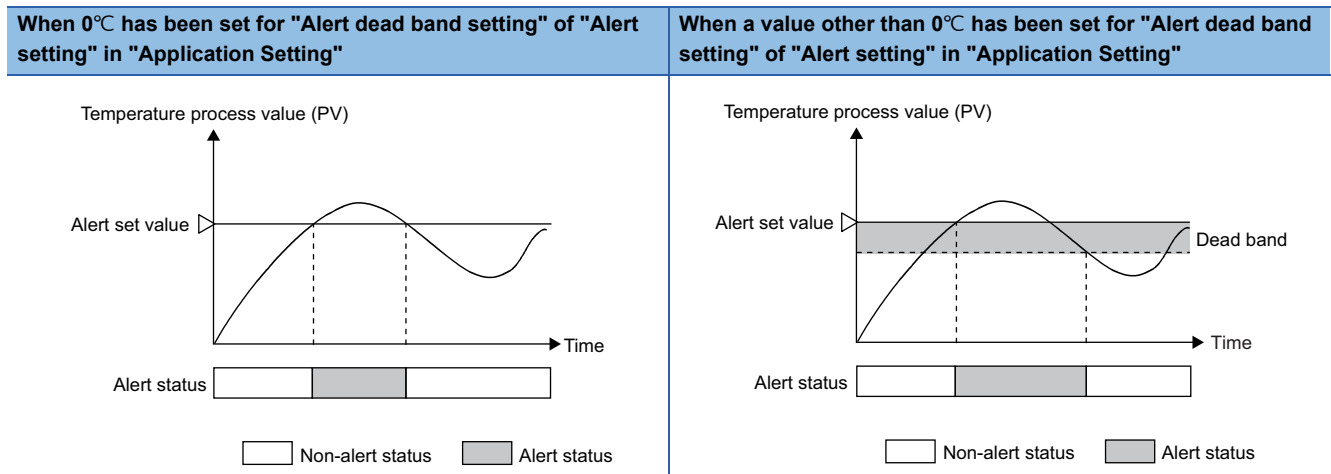 When 0℃ has been set for "Alert dead band setting" of "Alert
setting" in "Application Setting"
When a value other than 0℃ has been set for "Alert dead band
setting" of "Alert setting" in "Application Setting"
Temperature process value (PV)
Alert set value
Time
Alert status
Non-alert status
Alert status
Temperature process value (PV)
Alert set value
Dead band
Time
Alert status
Non-alert status
Alert status